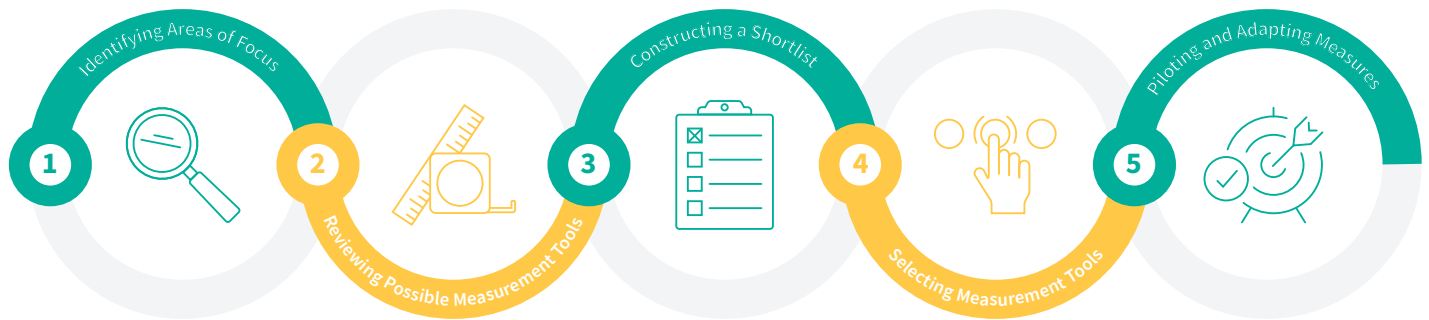 1
Identifying Areas of Focus
2
Reviewing Possible Measurement Tools
3
Constructing a Shortlist
4
Selecting Measurement Tools
5
Piloting and Adapting Measures